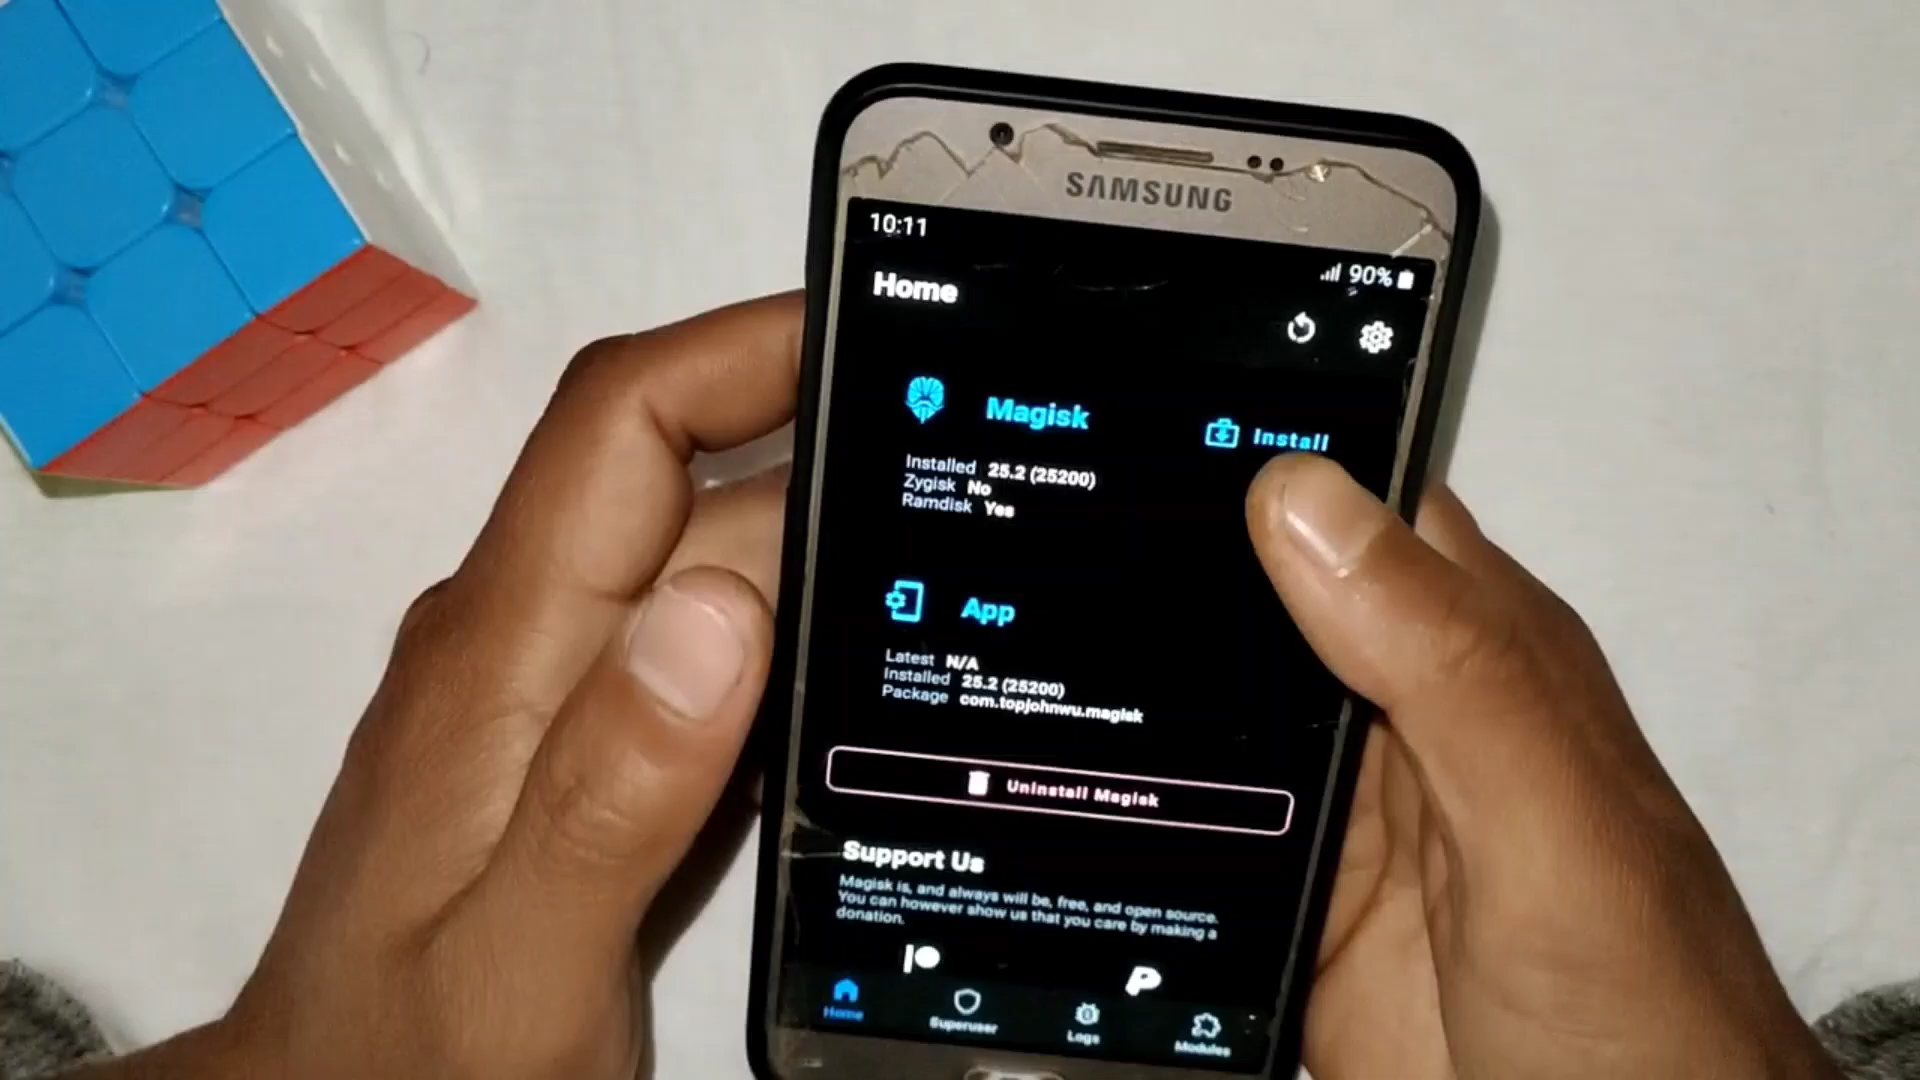 SAMSUNG
10:11
90%
Home
Magisk
Install
Installed 25.2 (25200)
Zygisk No
Ramdisk Yes
App
Latest N/A
Installed 25.2 (25200)
Package com.topjohnwu.magisk
Uninstall Magisk
Support Us
Magisk is, and always will be, free, and open source.
You can however show us that you care by making a
donation.
Home
Superuser
Logs
Modules